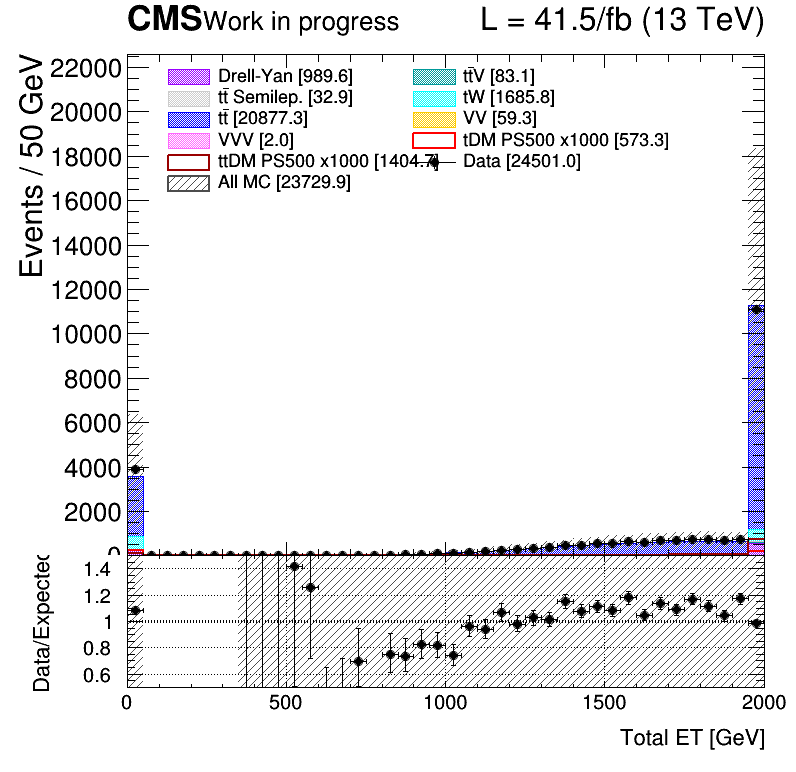 CMS Work in progress L = 41.5/fb (13 TeV)
Events / 50 GeV
22000
20000
18000
16000
14000
12000
10000
8000
6000
4000
2000
0
Drell-Yan [989.6] tt̄V [83.1]
tt̄ Semilep. [32.9] tW [1685.8]
tt̄ [20877.3] VV [59.3]
VVV [2.0] tDM PS500 x1000 [573.3]
ttDM PS500 x1000 [1404.7] Data [24501.0]
All MC [23729.9]
Data/Expected
1.4
1.2
1
0.8
0.6
0 500 1000 1500 2000
Total ET [GeV]